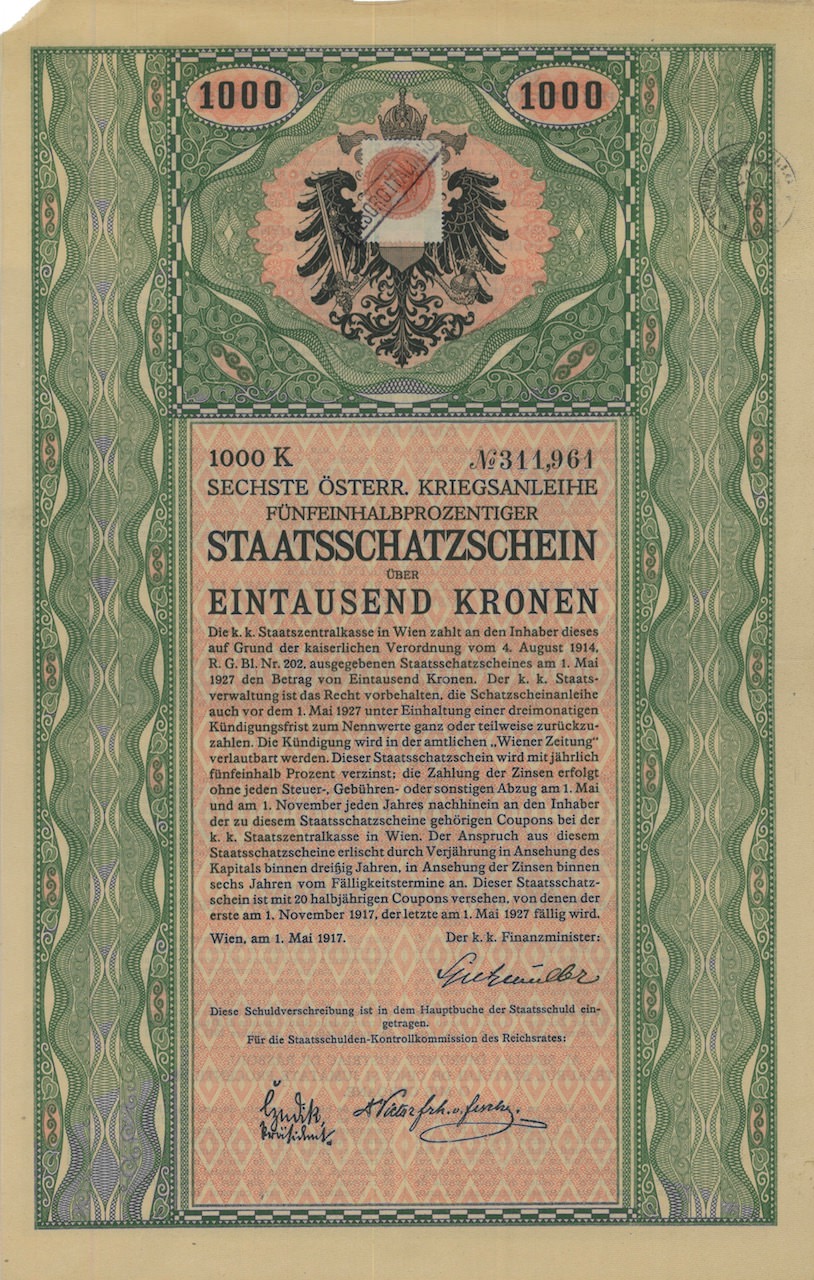 1000 1000
1000 K № 311,961
SECHSTE ÖSTERR. KRIEGSANLEIHE
FÜNFEINHALBPROZENTIGER
STAATSSCHATZSCHEIN
ÜBER
EINTAUSEND KRONEN
Die k. k. Staatszentralkasse in Wien zahlt an den Inhaber dieses
auf Grund der kaiserlichen Verordnung vom 4. August 1914,
R. G. Bl. Nr. 202, ausgegebenen Staatsschatzscheines am 1. Mai
1927 den Betrag von Eintausend Kronen. Der k. k. Staats-
verwaltung ist das Recht vorbehalten, die Schatzscheinanleihe
auch vor dem 1. Mai 1927 unter Einhaltung einer dreimonatigen
Kündigungsfrist zum Nennwerte ganz oder teilweise zurückzu-
zahlen. Die Kündigung wird in der amtlichen „Wiener Zeitung“
verlautbart werden. Dieser Staatsschatzschein wird mit jährlich
fünfeinhalb Prozent verzinst; die Zahlung der Zinsen erfolgt
ohne jeden Steuer-, Gebühren- oder sonstigen Abzug am 1. Mai
und am 1. November jeden Jahres nachhinein an den Inhaber
der zu diesem Staatsschatzscheine gehörigen Coupons bei der
k. k. Staatszentralkasse in Wien. Der Anspruch aus diesem
Staatsschatzscheine erlischt durch Verjährung in Ansehung des
Kapitals binnen dreißig Jahren, in Ansehung der Zinsen binnen
sechs Jahren vom Fälligkeitstermine an. Dieser Staatsschatz-
schein ist mit 20 halbjährigen Coupons versehen, von denen der
erste am 1. November 1917, der letzte am 1. Mai 1927 fällig wird.
Wien, am 1. Mai 1917. Der k. k. Finanzminister:
Diese Schuldverschreibung ist in dem Hauptbuche der Staatsschuld ein-
getragen.
Für die Staatsschulden-Kontrollkommission des Reichsrates:
Präsident